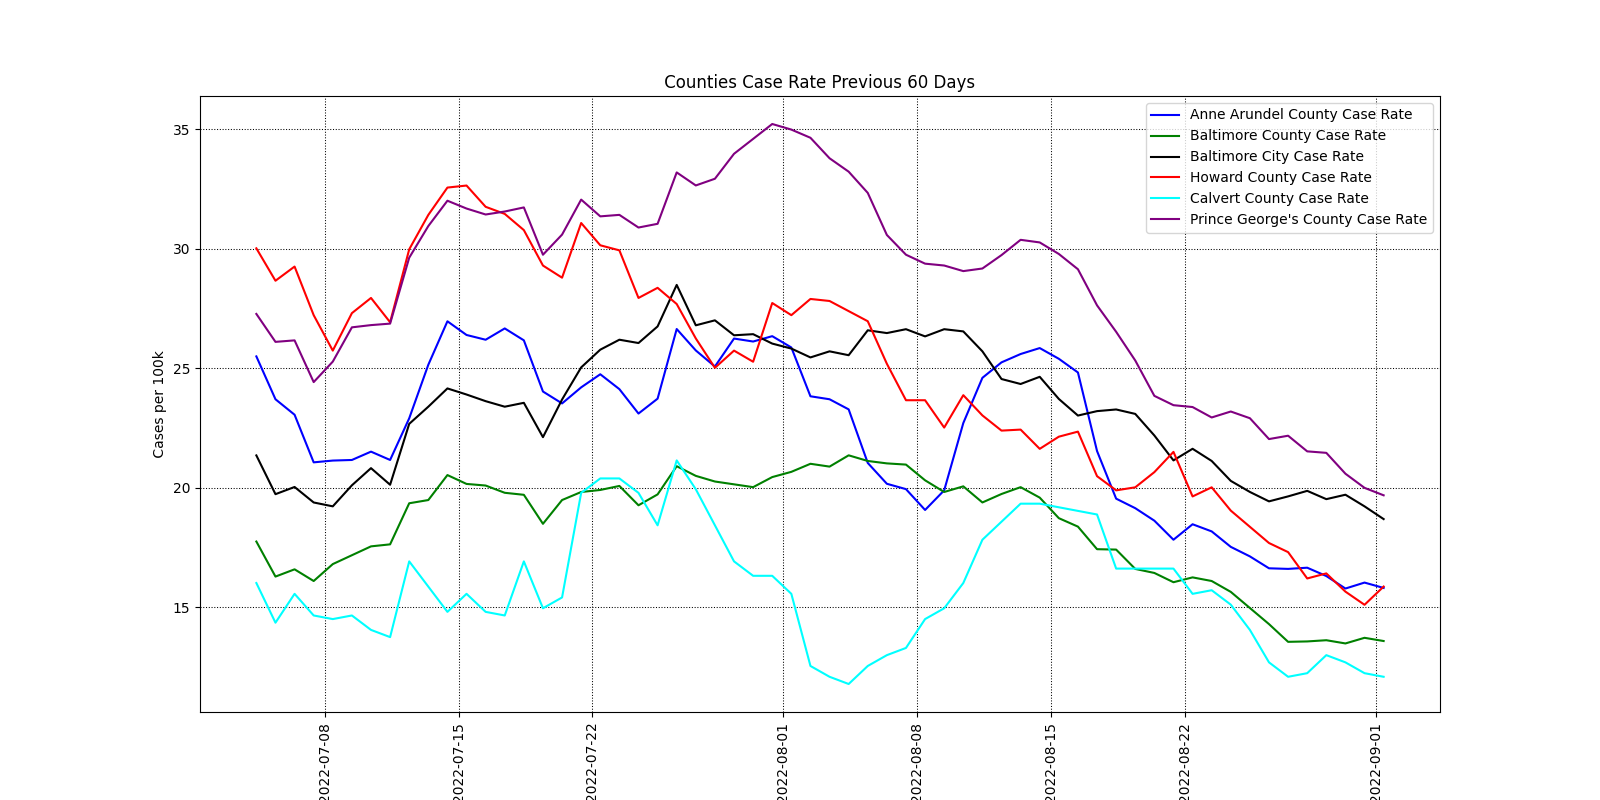 Counties Case Rate Previous 60 Days
Cases per 100k
35
30
25
20
15
Anne Arundel County Case Rate
Baltimore County Case Rate
Baltimore City Case Rate
Howard County Case Rate
Calvert County Case Rate
Prince George's County Case Rate
2022-07-08
2022-07-15
2022-07-22
2022-08-01
2022-08-08
2022-08-15
2022-08-22
2022-09-01